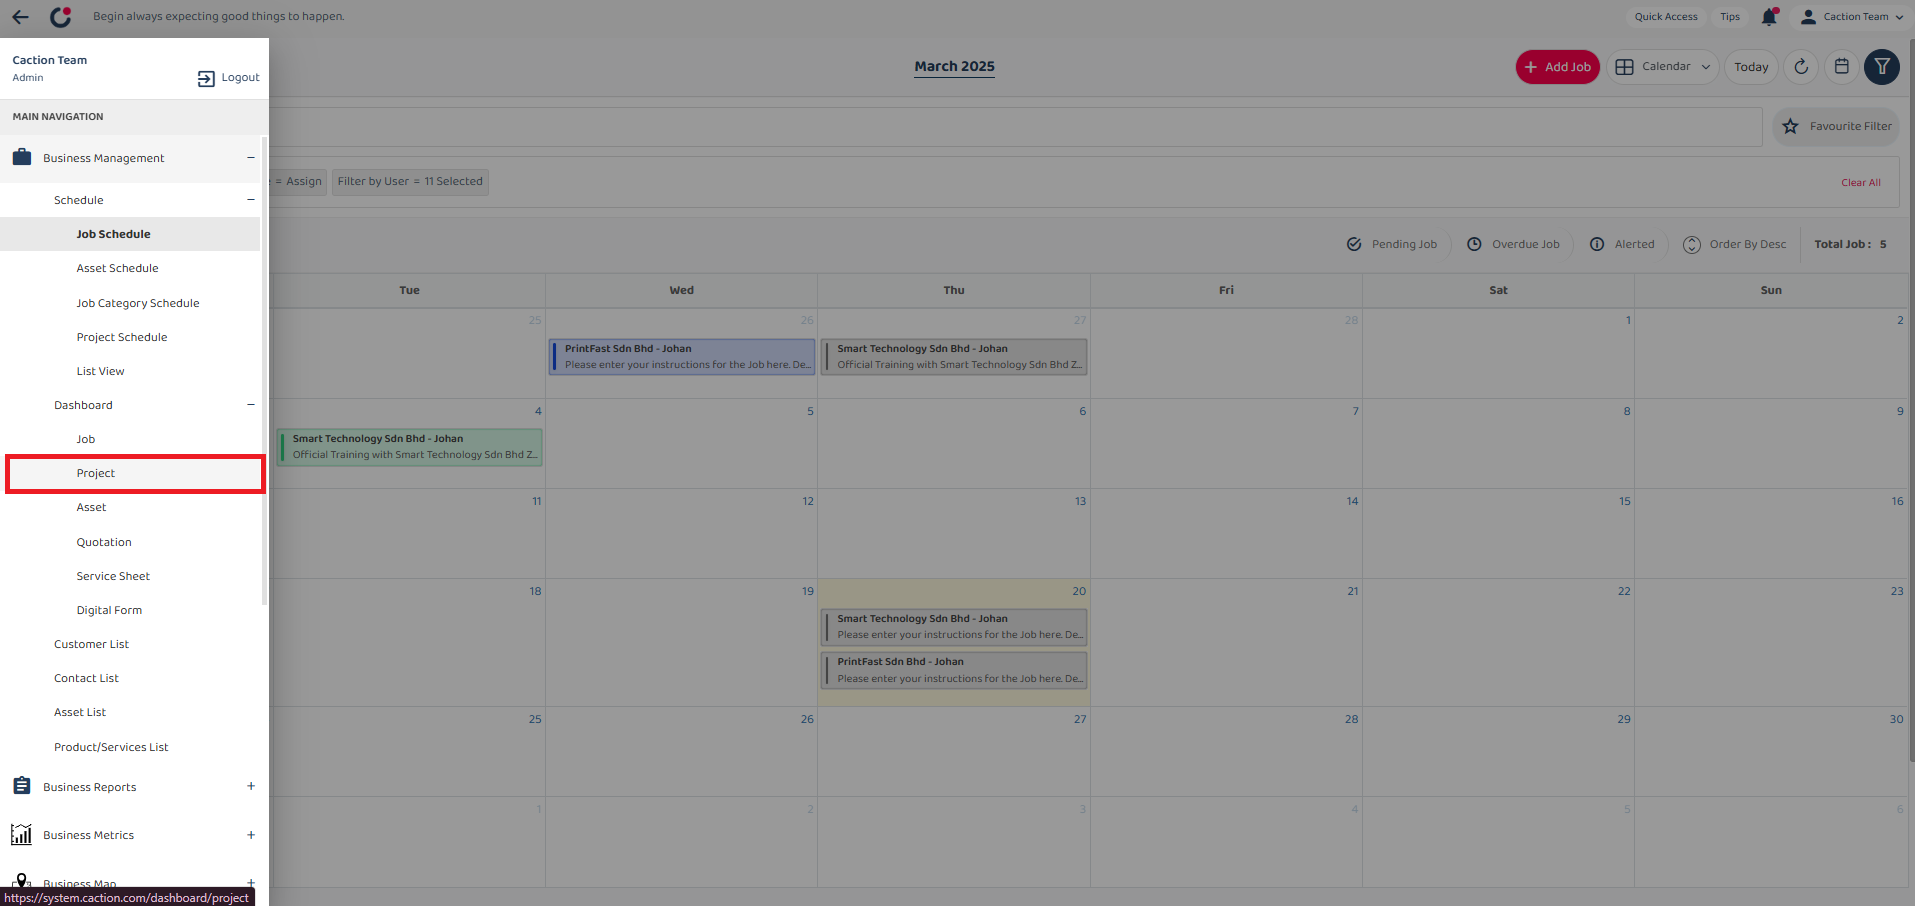 Begin always expecting good things to happen.
Quick Access
Tips
Caction Team
Caction Team
Admin
Logout
MAIN NAVIGATION
Business Management
Schedule
Job Schedule
Asset Schedule
Job Category Schedule
Project Schedule
List View
Dashboard
Job
Project
Asset
Quotation
Service Sheet
Digital Form
Customer List
Contact List
Asset List
Product/Services List
Business Reports
Business Metrics
Business Map
https://system.caction.com/dashboard/project
March 2025
Add Job
Calendar
Today
Favourite Filter
= Assign
Filter by User = 11 Selected
Clear All
Pending Job
Overdue Job
Alerted
Order By Desc
Total Job : 5
Tue Wed Thu Fri Sat Sun
25 26 27 28 1 2
PrintFast Sdn Bhd - Johan
Please enter your instructions for the Job here. De...
Smart Technology Sdn Bhd - Johan
Official Training with Smart Technology Sdn Bhd Z...
4 5 6 7 8 9
Smart Technology Sdn Bhd - Johan
Official Training with Smart Technology Sdn Bhd Z...
11 12 13 14 15 16
18 19 20 21 22 23
Smart Technology Sdn Bhd - Johan
Please enter your instructions for the Job here. De...
PrintFast Sdn Bhd - Johan
Please enter your instructions for the Job here. De...
25 26 27 28 29 30
1 2 3 4 5 6